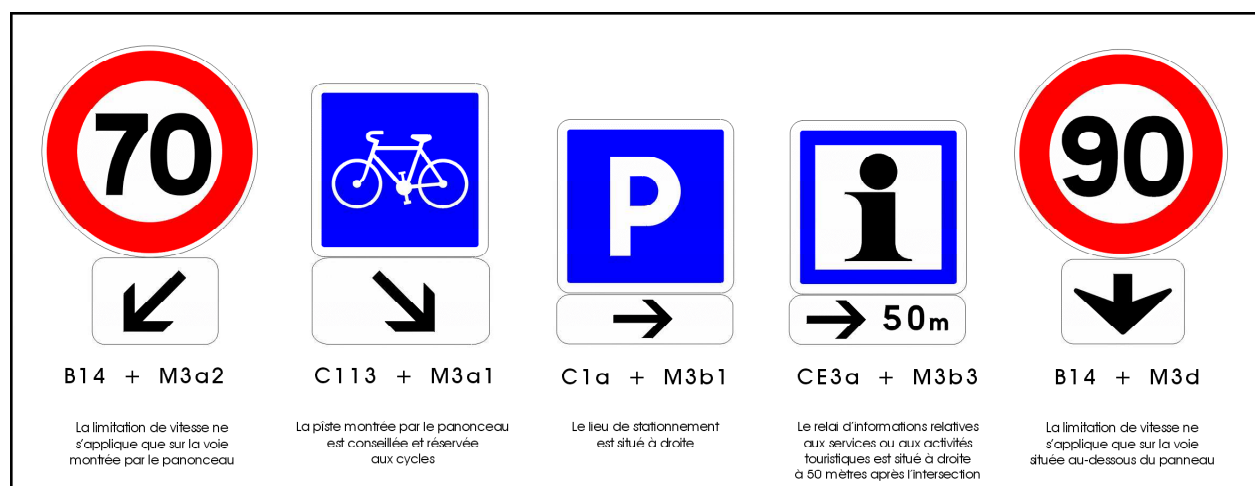 70
P
i
90
50m
B14 + M3a2
C113 + M3a1
C1a + M3b1
CE3a + M3b3
B14 + M3d
La limitation de vitesse ne
s'applique que sur la voie
montrée par le panonceau
La piste montrée par le panonceau
est conseillée et réservée
aux cycles
Le lieu de stationnement
est situé à droite
Le relai d'informations relatives
aux services ou aux activités
touristiques est situé à droite
à 50 mètres après l'intersection
La limitation de vitesse ne
s'applique que sur la voie
située au-dessous du panneau